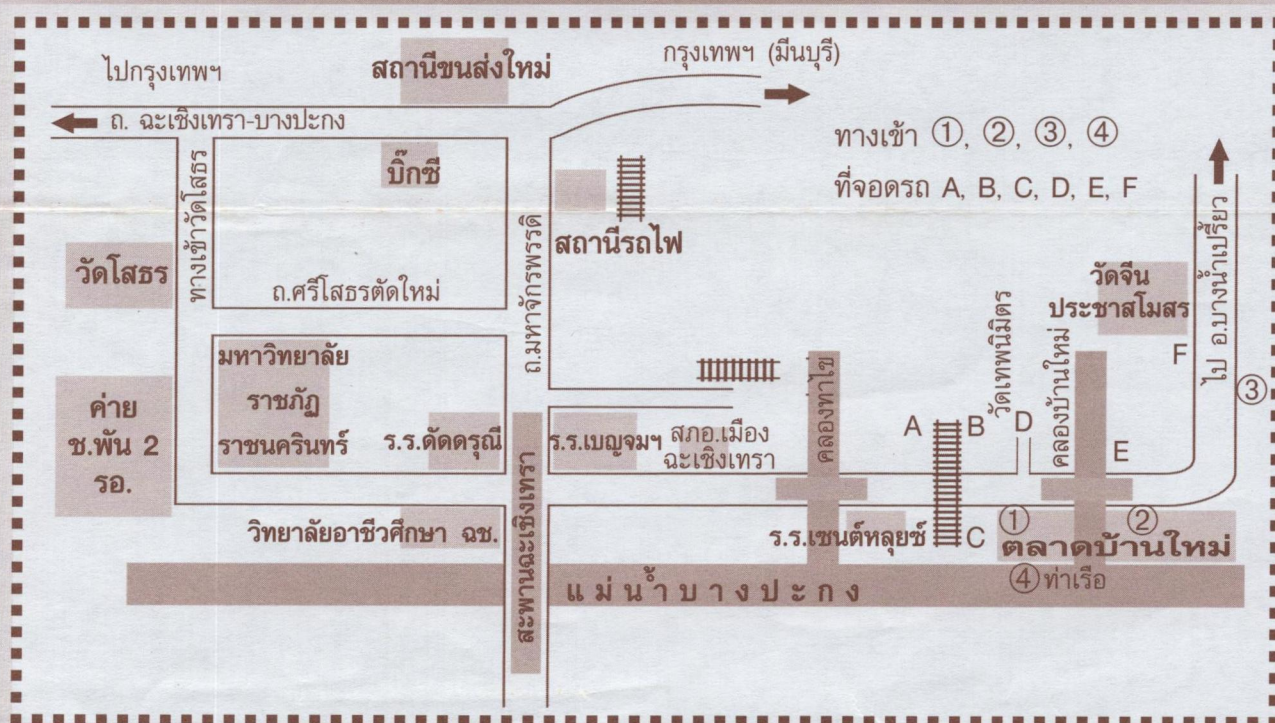 ไปกรุงเทพฯ
สถานีขนส่งใหม่
กรุงเทพฯ (มีนบุรี)
ถ. ฉะเชิงเทรา-บางปะกง
ทางเข้า ①, ②, ③, ④
ที่จอดรถ A, B, C, D, E, F
บิ๊กซี
ทางเข้าวัดโสธร
ถ.มหาจักรพรรดิ
สถานีรถไฟ
วัดโสธร
ถ.ศรีโสธรตัดใหม่
วัดจีน
ประชาสโมสร
วัดเทพนิมิตร
คลองบ้านใหม่
ไป อ.บางน้ำเปรี้ยว
F
③
มหาวิทยาลัย
ราชภัฏ
ราชนครินทร์
ค่าย
ช.พัน 2
รอ.
ร.ร.ดัดดรุณี
ร.ร.เบญจมฯ
สภอ.เมือง
ฉะเชิงเทรา
คลองท่าไข่
A
B
D
E
วิทยาลัยอาชีวศึกษา ฉช.
สะพานฉะเชิงเทรา
ร.ร.เซนต์หลุยซ์
C
①
②
ตลาดบ้านใหม่
④ ท่าเรือ
แม่น้ำบางปะกง